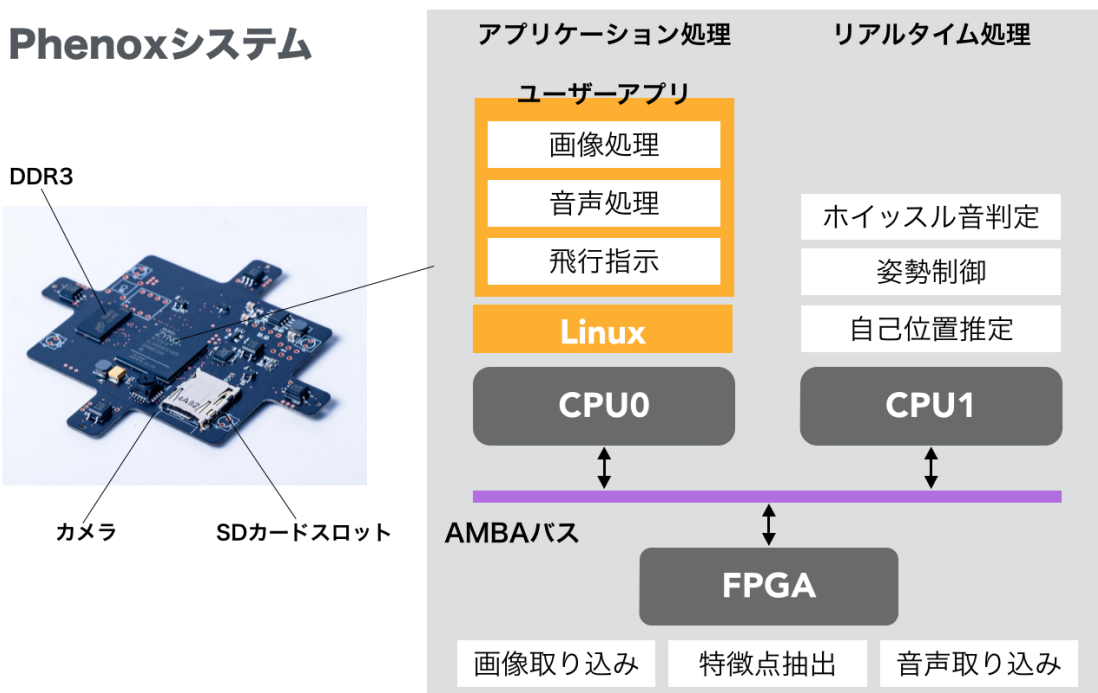 Phenoxシステム
DDR3
カメラ
SDカードスロット
アプリケーション処理
リアルタイム処理
ユーザーアプリ
画像処理
音声処理
飛行指示
Linux
CPU0
ホイッスル音判定
姿勢制御
自己位置推定
CPU1
AMBAバス
FPGA
画像取り込み
特徴点抽出
音声取り込み
4A32